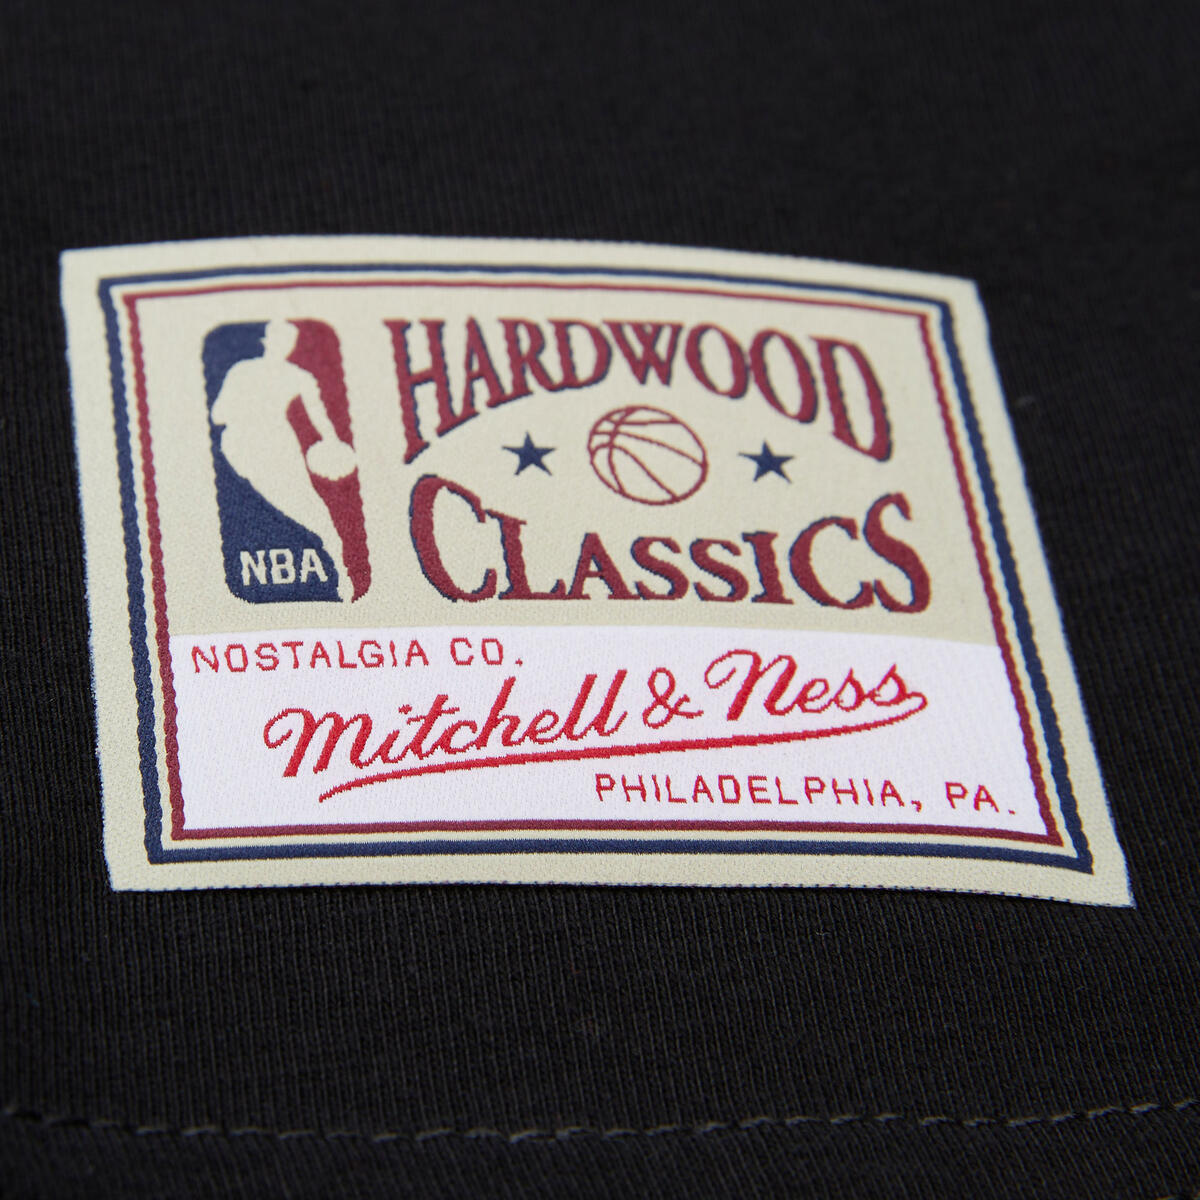 HARDWOOD
CLASSICS
NBA
NOSTALGIA CO.
Mitchell & Ness
PHILADELPHIA, PA.